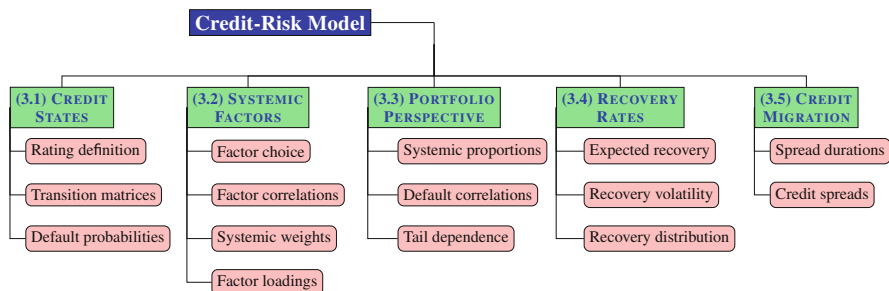 Credit-Risk Model
(3.1) CREDIT
STATES
Rating definition
Transition matrices
Default probabilities
(3.2) SYSTEMIC
FACTORS
Factor choice
Factor correlations
Systemic weights
Factor loadings
(3.3) PORTFOLIO
PERSPECTIVE
Systemic proportions
Default correlations
Tail dependence
(3.4) RECOVERY
RATES
Expected recovery
Recovery volatility
Recovery distribution
(3.5) CREDIT
MIGRATION
Spread durations
Credit spreads